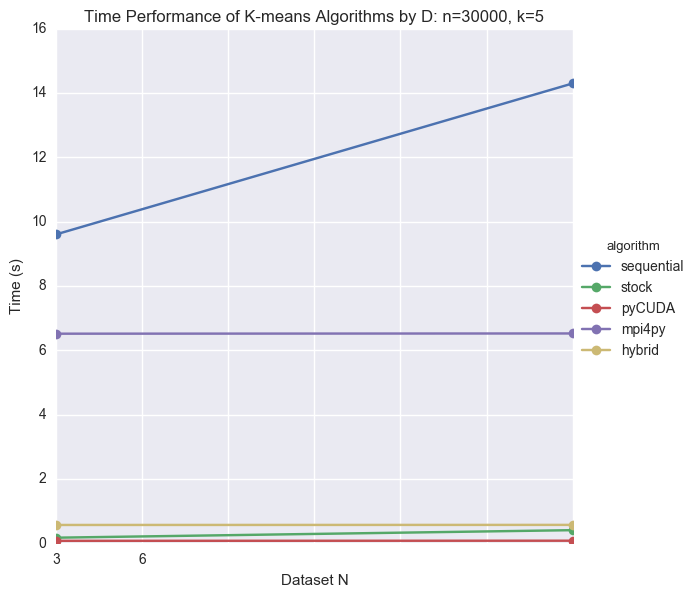 Time Performance of K-means Algorithms by D: n=30000, k=5
16
14
12
10
8
6
4
2
0
Time (s)
3 6
Dataset N
algorithm
sequential
stock
pyCUDA
mpi4py
hybrid